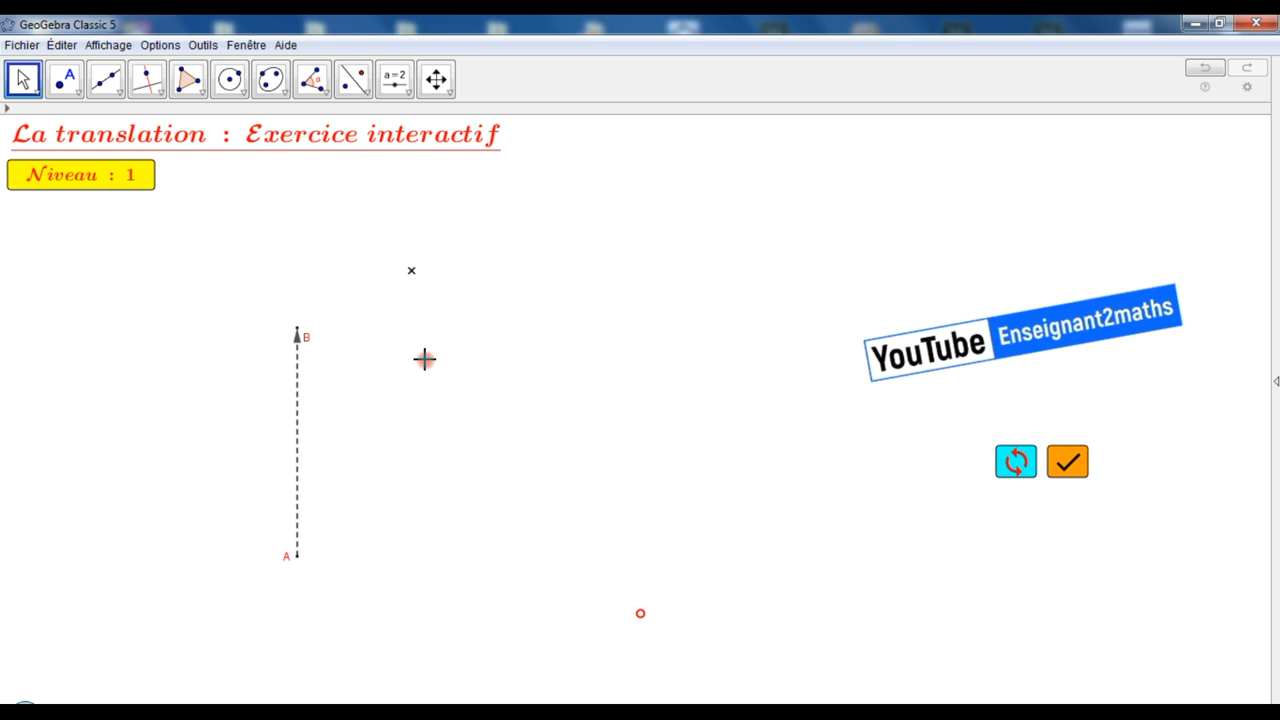 GeoGebra Classic 5
Fichier Éditer Affichage Options Outils Fenêtre Aide
A
α
a=2
La translation : Exercice interactif
Niveau : 1
B
YouTube Enseignant2maths
A